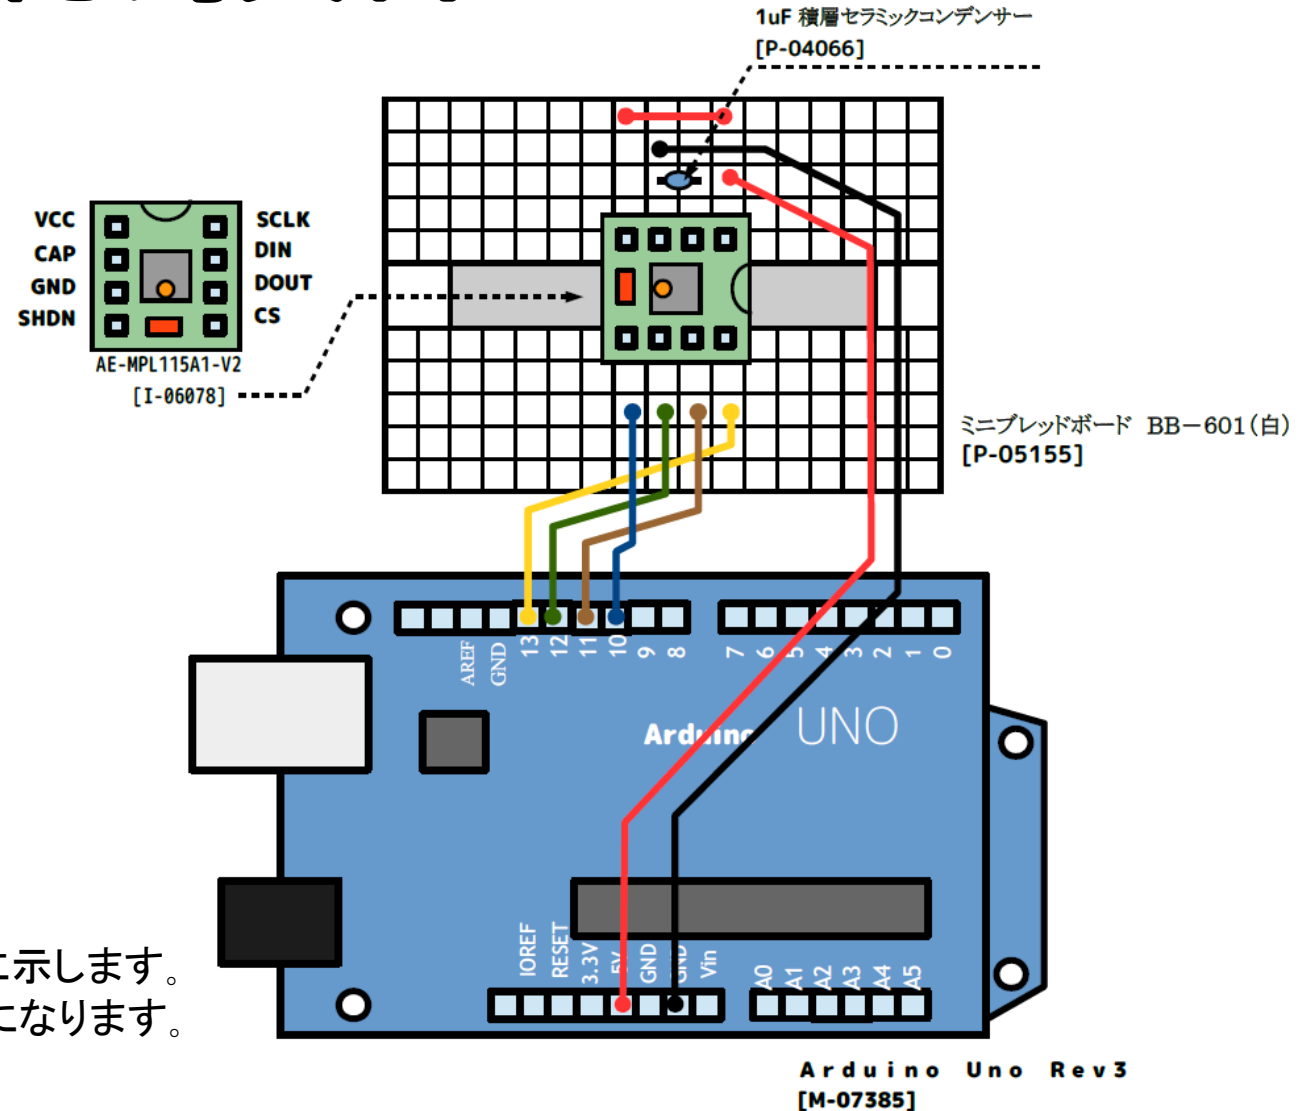 1uF 積層セラミックコンデンサー
[P-04066]
VCC
CAP
GND
SHDN
SCLK
DIN
DOUT
CS
AE-MPL115A1-V2
[I-06078]
ミニブレッドボード BB-601(白)
[P-05155]
AREF
GND
13
12
11
10
9
8
7
6
5
4
3
2
1
0
Arduino UNO
IOREF
RESET
3.3V
5V
GND
GND
Vin
A0
A1
A2
A3
A4
A5
に示します。
になります。
Arduino Uno Rev3
[M-07385]